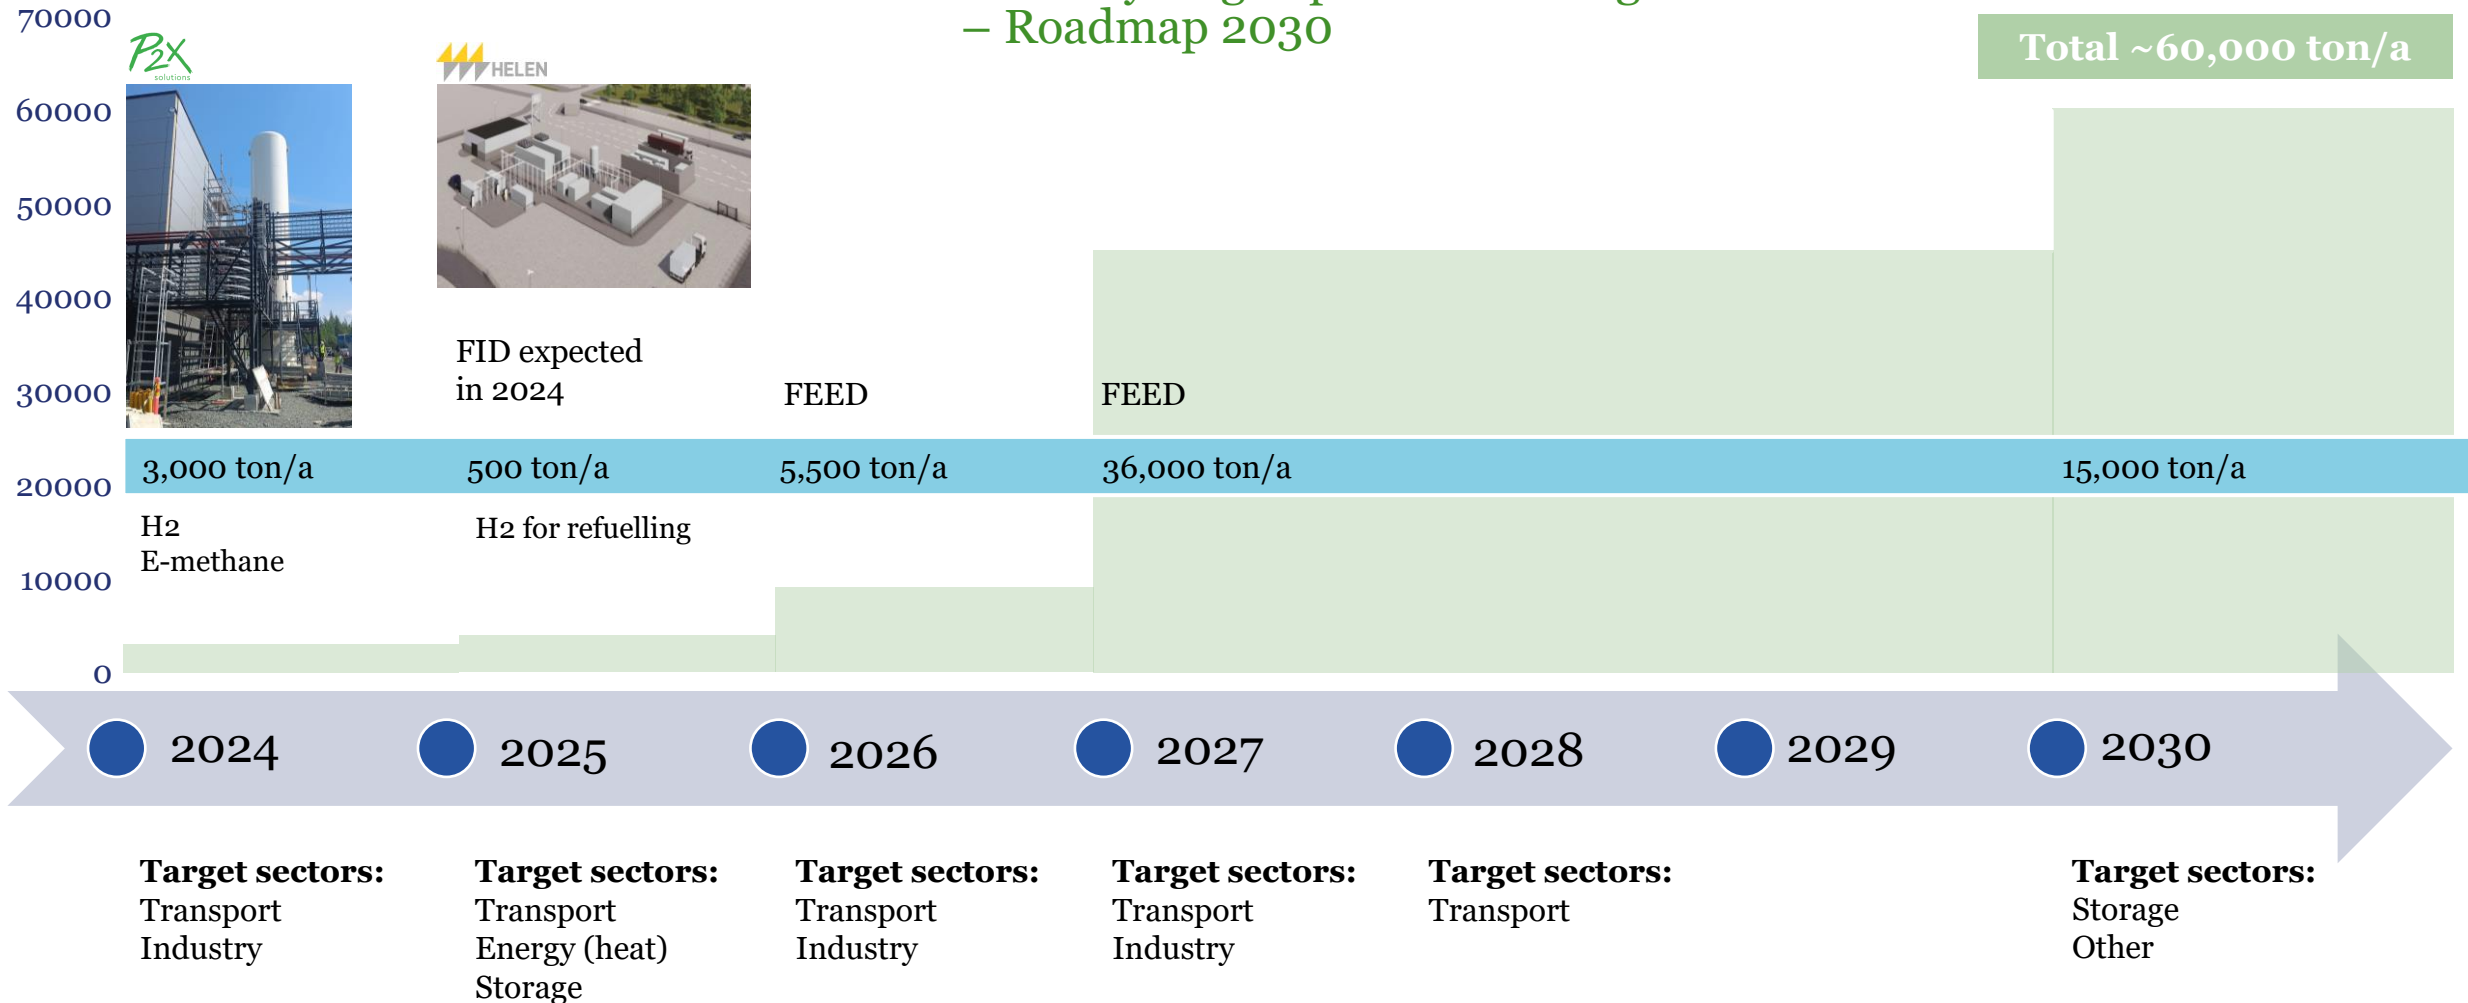 – Roadmap 2030
Total ~60,000 ton/a
70000
60000
50000
40000
30000
20000
10000
0
P2X
solutions
HELEN
FID expected
in 2024
FEED
FEED
3,000 ton/a
500 ton/a
5,500 ton/a
36,000 ton/a
15,000 ton/a
H2
E-methane
H2 for refuelling
2024
2025
2026
2027
2028
2029
2030
Target sectors:
Transport
Industry
Target sectors:
Transport
Energy (heat)
Storage
Target sectors:
Transport
Industry
Target sectors:
Transport
Industry
Target sectors:
Transport
Target sectors:
Storage
Other